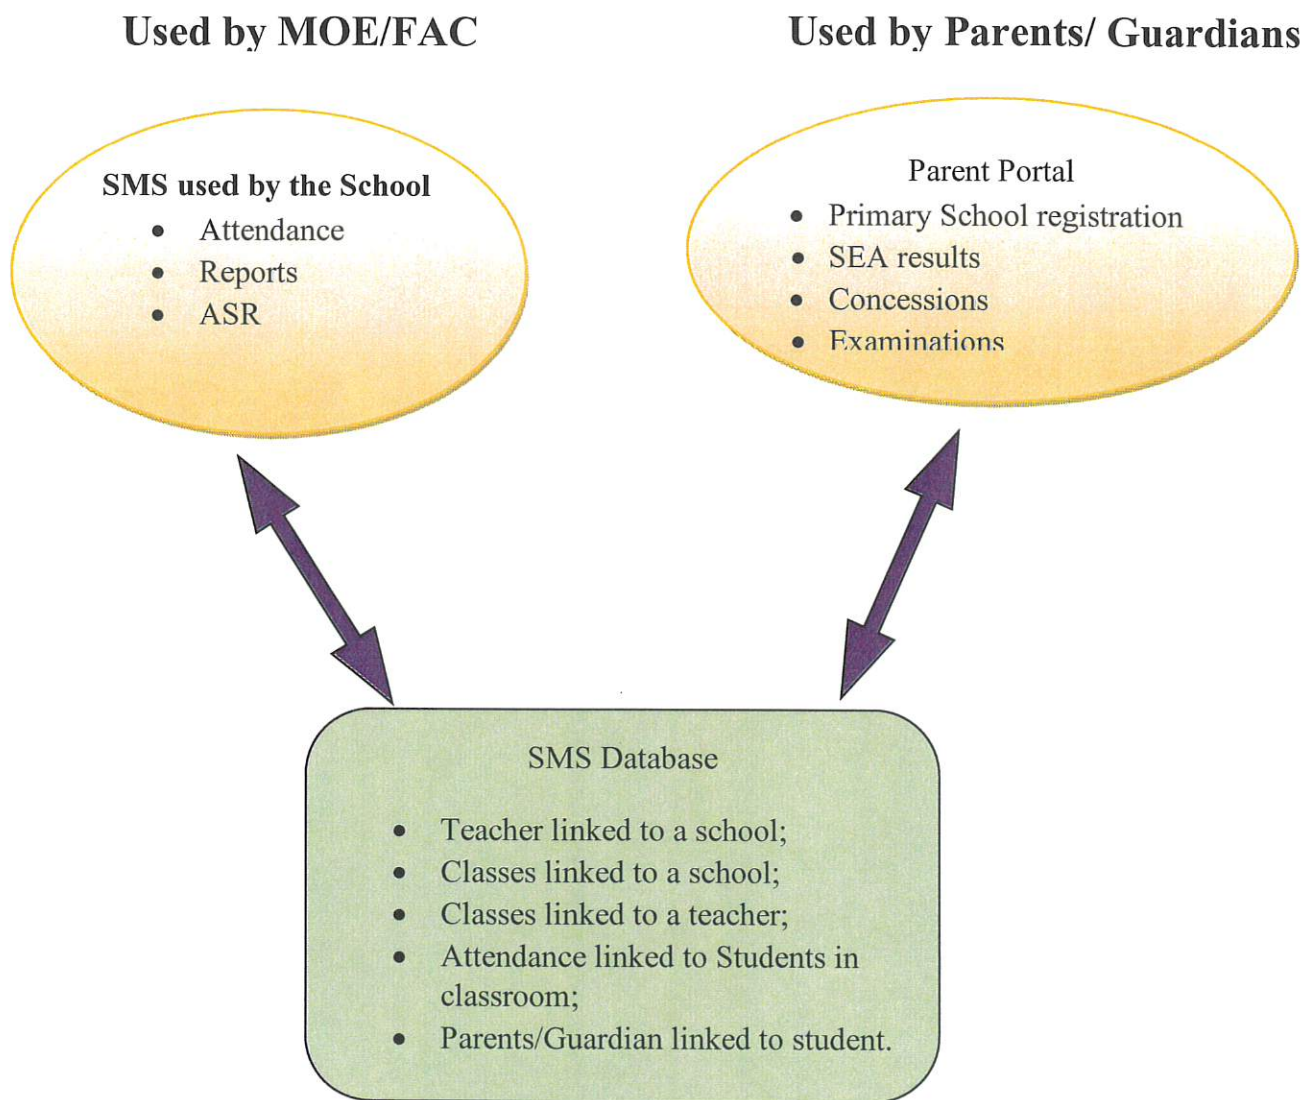 Used by MOE/FAC
Used by Parents/ Guardians
SMS used by the School
• Attendance
• Reports
• ASR
Parent Portal
• Primary School registration
• SEA results
• Concessions
• Examinations
SMS Database
• Teacher linked to a school;
• Classes linked to a school;
• Classes linked to a teacher;
• Attendance linked to Students in
classroom;
• Parents/Guardian linked to student.